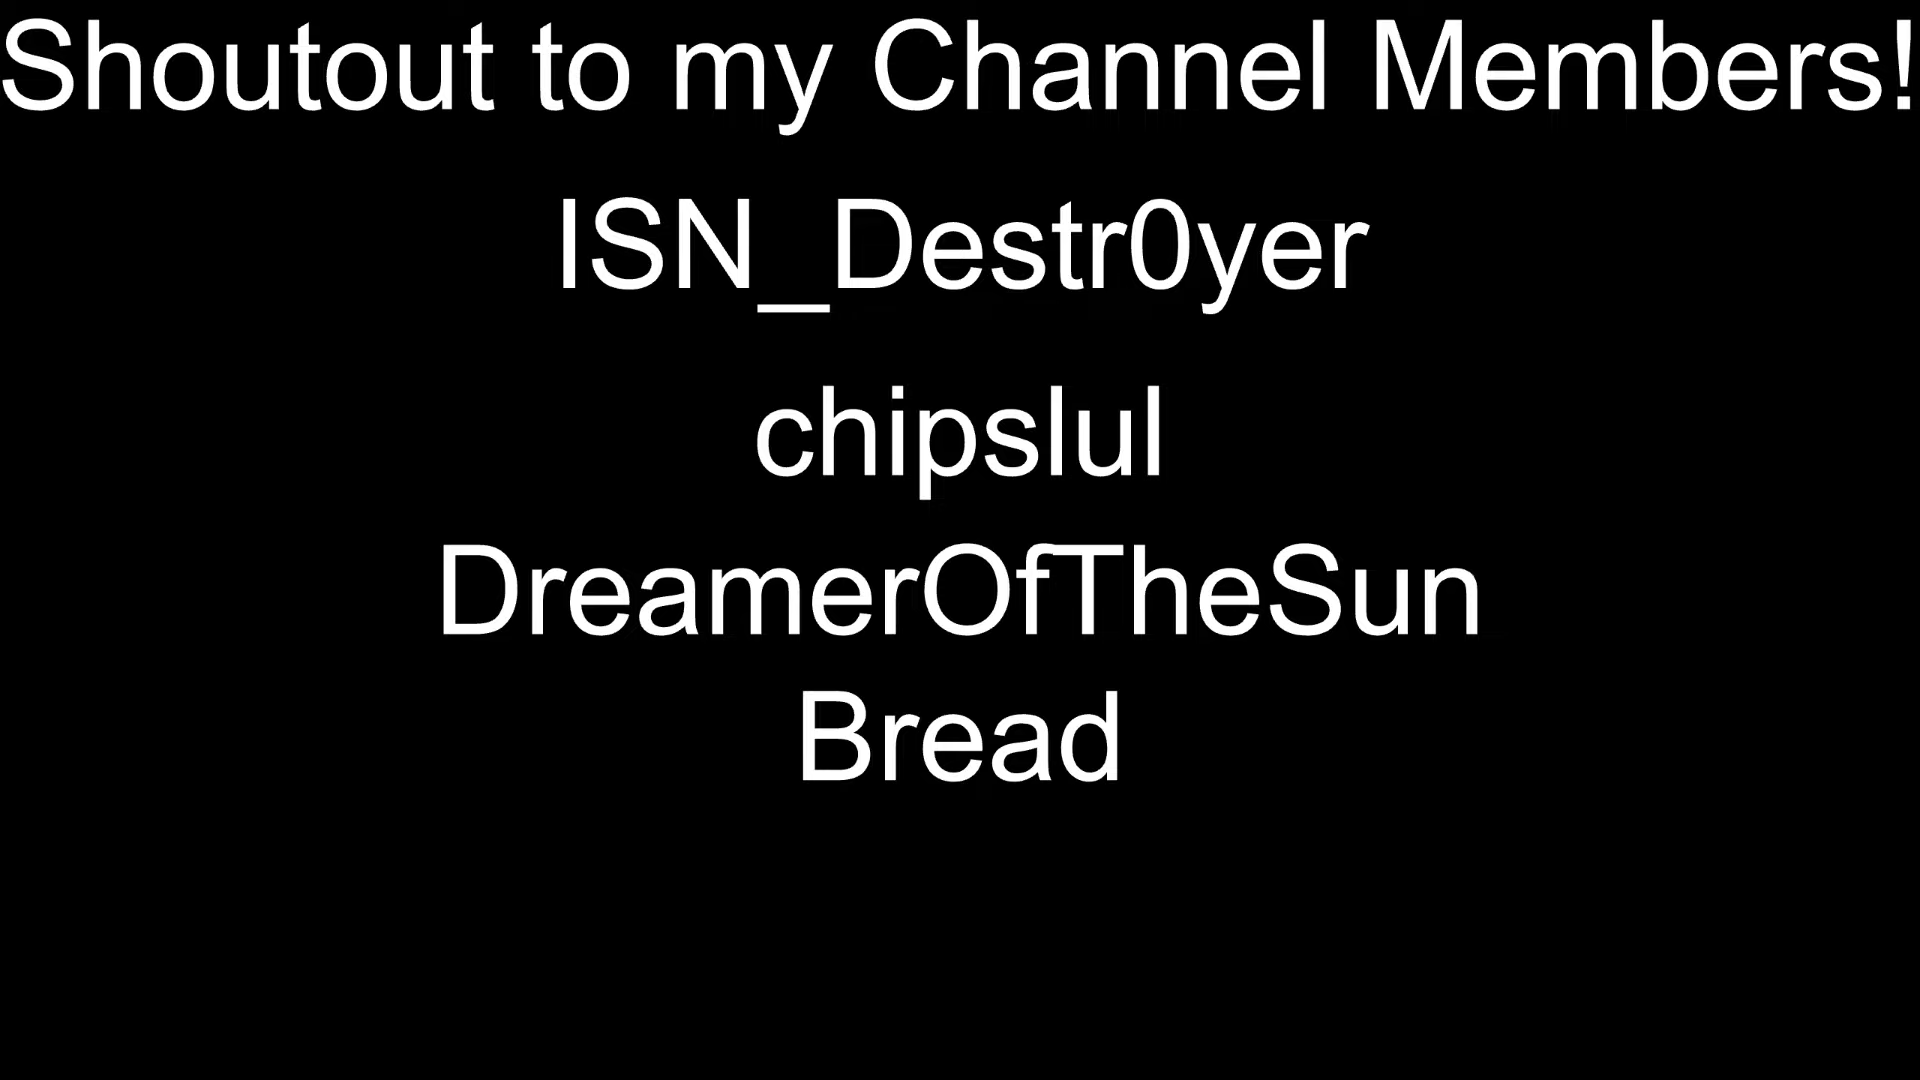 Shoutout to my Channel Members!
ISN_Destr0yer
chipslul
DreamerOfTheSun
Bread